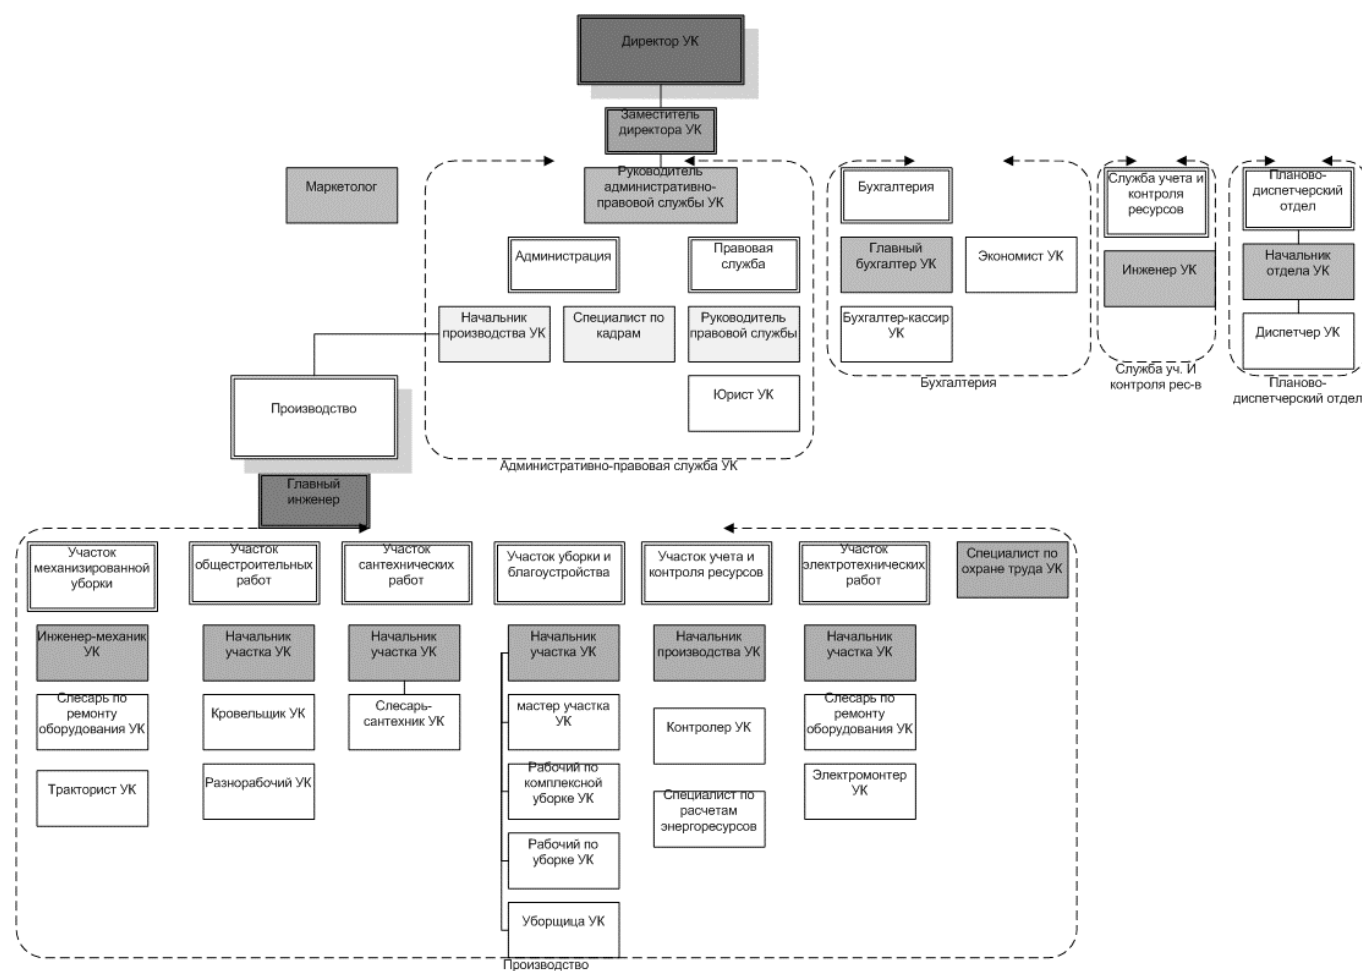 Директор УК
Заместитель
директора УК
Маркетолог
Руководитель
административно-
правовой службы УК
Администрация
Правовая
служба
Начальник
производства УК
Специалист по
кадрам
Руководитель
правовой службы
Юрист УК
Административно-правовая служба УК
Бухгалтерия
Главный
бухгалтер УК
Экономист УК
Бухгалтер-кассир
УК
Бухгалтерия
Служба учета и
контроля
ресурсов
Инженер УК
Служба уч. И
контроля рес-в
Планово-
диспетчерский
отдел
Начальник
отдела УК
Диспетчер УК
Планово-
диспетчерский отдел
Производство
Главный
инженер
Участок
механизированной
уборки
Инженер-механик
УК
Слесарь по
ремонту
оборудования УК
Тракторист УК
Участок
общестроительных
работ
Начальник
участка УК
Кровельщик УК
Разнорабочий УК
Участок
сантехнических
работ
Начальник
участка УК
Слесарь-
сантехник УК
Участок уборки и
благоустройства
Начальник
участка УК
мастер участка
УК
Рабочий по
комплексной
уборке УК
Рабочий по
уборке УК
Уборщица УК
Участок учета и
контроля ресурсов
Начальник
производства УК
Контролер УК
Специалист по
расчетам
энергоресурсов
Участок
электротехнических
работ
Начальник
участка УК
Слесарь по
ремонту
оборудования УК
Электромонтер
УК
Специалист по
охране труда УК
Производство